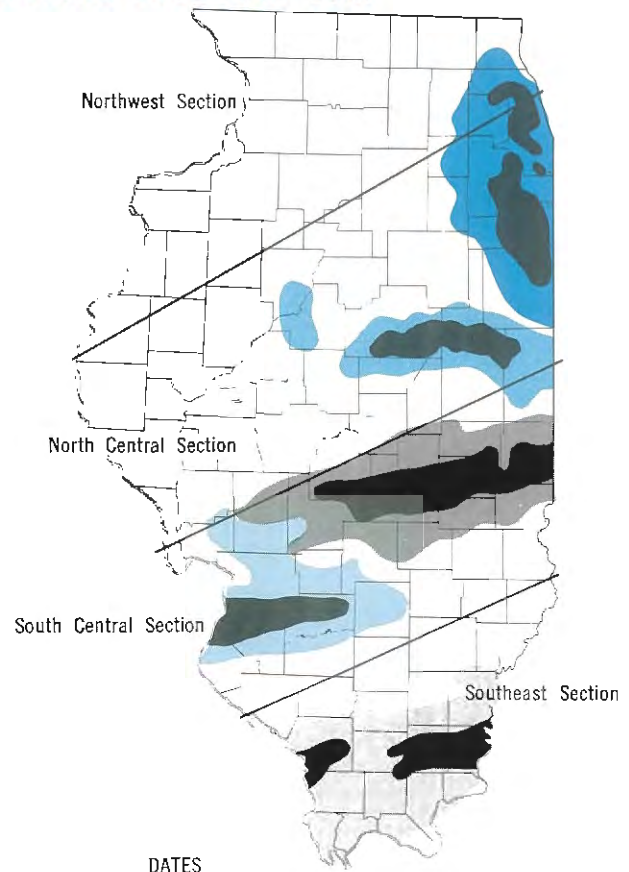 Northwest Section
North Central Section
South Central Section
Southeast Section
DATES